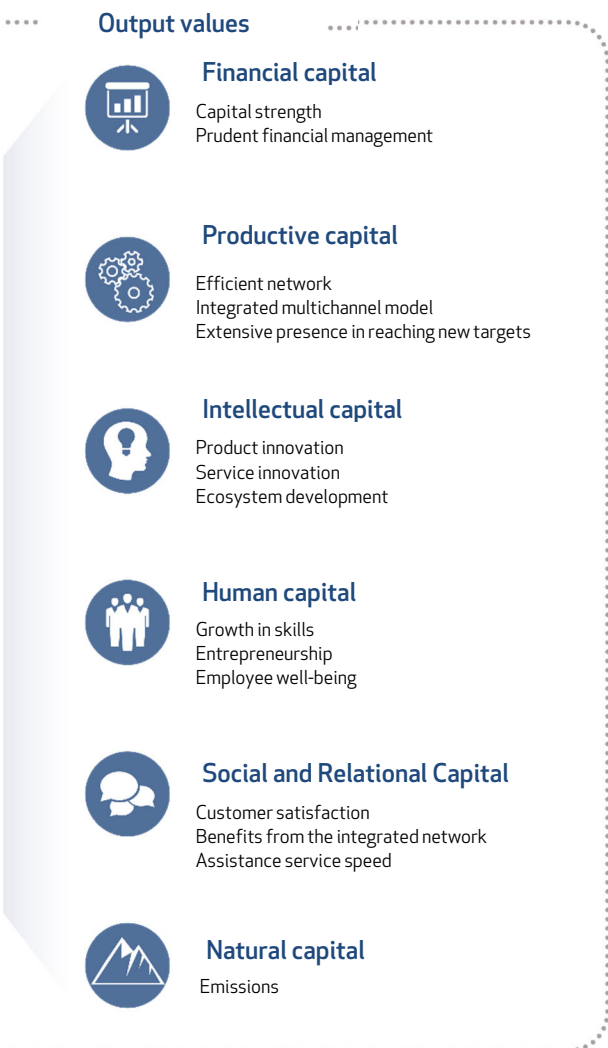 Output values
Financial capital
Capital strength
Prudent financial management
Productive capital
Efficient network
Integrated multichannel model
Extensive presence in reaching new targets
Intellectual capital
Product innovation
Service innovation
Ecosystem development
Human capital
Growth in skills
Entrepreneurship
Employee well-being
Social and Relational Capital
Customer satisfaction
Benefits from the integrated network
Assistance service speed
Natural capital
Emissions